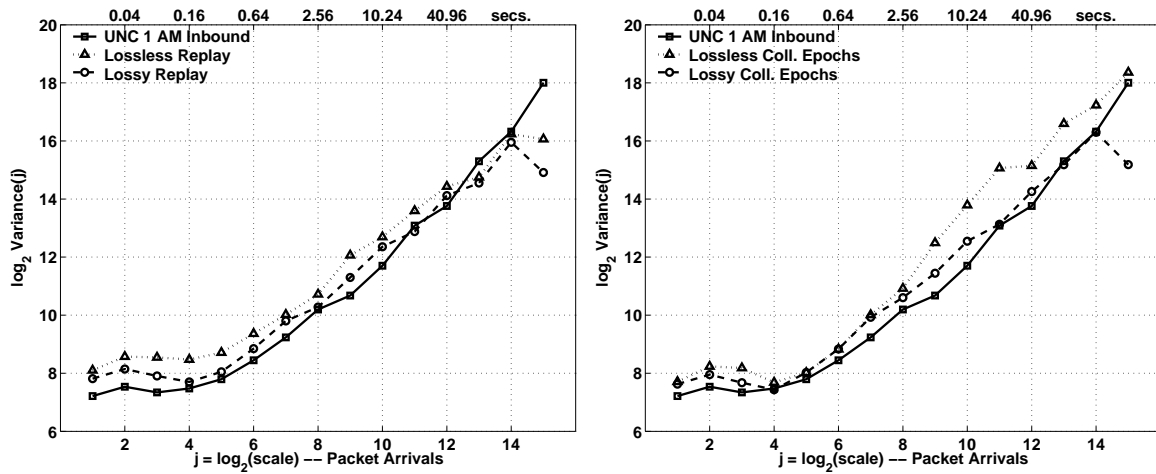 0.04 0.16 0.64 2.56 10.24 40.96 secs.
20
18
16
14
12
10
8
6
log2 Variance(j)
UNC 1 AM Inbound
Lossless Replay
Lossy Replay
2 4 6 8 10 12 14
j = log2(scale) −− Packet Arrivals
0.04 0.16 0.64 2.56 10.24 40.96 secs.
20
18
16
14
12
10
8
6
log2 Variance(j)
UNC 1 AM Inbound
Lossless Coll. Epochs
Lossy Coll. Epochs
2 4 6 8 10 12 14
j = log2(scale) −− Packet Arrivals